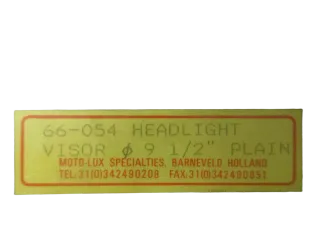 66-054 HEADLIGHT
VISOR ϕ 9 1/2" PLAIN
MOTO-LUX SPECIALTIES, BARNEVELD HOLLAND
TEL.31(0)342490208 FAX.31(0)342490851